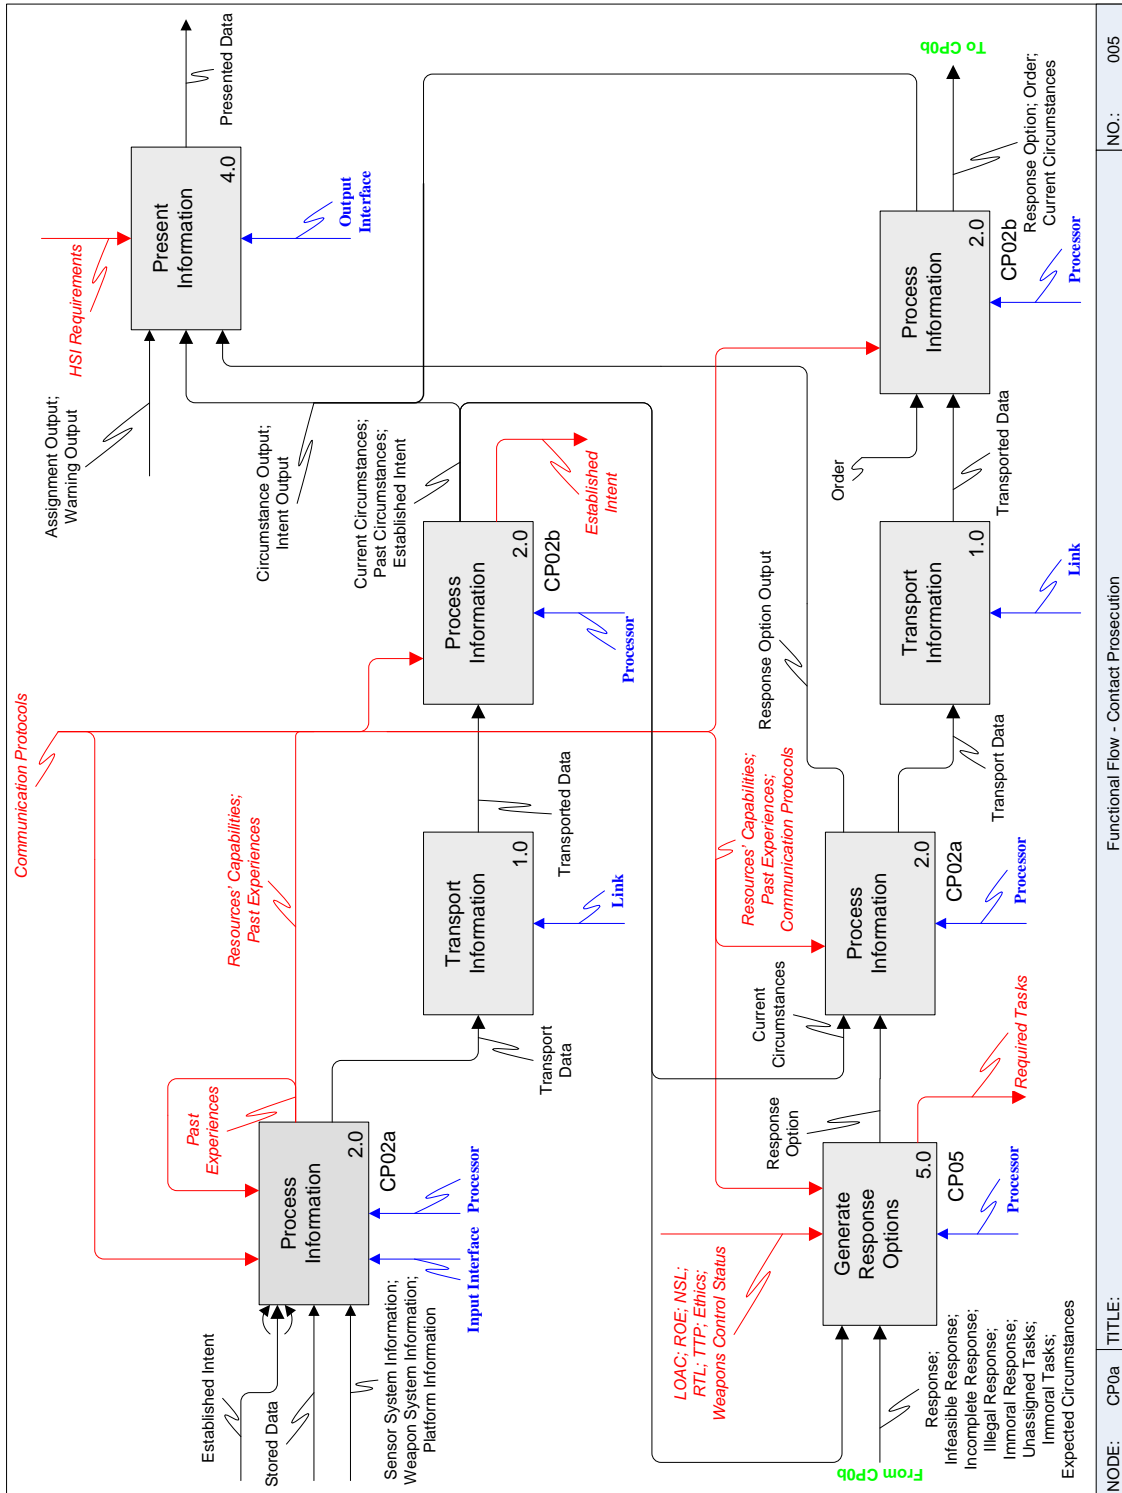 Communication Protocols
HSI Requirements
Presented Data
Assignment Output;
Warning Output
Present
Information
4.0
Output
Interface
Circumstance Output;
Intent Output
Current Circumstances;
Past Circumstances;
Established Intent
Established
Intent
Resources' Capabilities;
Past Experiences
Past
Experiences
Established Intent
Stored Data
Sensor System Information;
Weapon System Information;
Platform Information
Process
Information
2.0
CP02a
Input Interface
Processor
Transport
Data
Transport
Information
1.0
Link
Transported Data
Process
Information
2.0
CP02b
Processor
LOAC; ROE; NSL;
RTL; TTP; Ethics;
Weapons Control Status
From CP0b
Response;
Infeasible Response;
Incomplete Response;
Illegal Response;
Immoral Response;
Unassigned Tasks;
Immoral Tasks;
Expected Circumstances
Generate
Response
Options
5.0
CP05
Processor
Response
Option
Required Tasks
Current
Circumstances
Resources' Capabilities;
Past Experiences;
Communication Protocols
Process
Information
2.0
CP02a
Processor
Response Option Output
Transport Data
Transport
Information
1.0
Link
Transported Data
Order
Process
Information
2.0
CP02b
Processor
Response Option; Order;
Current Circumstances
To CP0b
NODE:
CP0a
TITLE:
Functional Flow - Contact Prosecution
NO.:
005